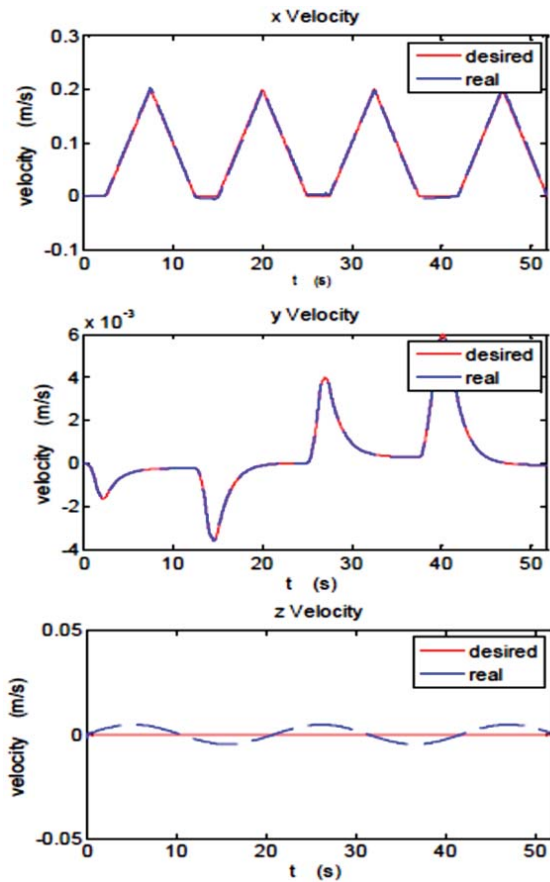 x Velocity
0.3
0.2
0.1
0
-0.1
velocity (m/s)
desired
real
0 10 20 30 40 50
t (s)
x 10⁻³
y Velocity
6
4
2
0
-2
-4
velocity (m/s)
desired
real
0 10 20 30 40 50
t (s)
z Velocity
0.05
0
-0.05
velocity (m/s)
desired
real
0 10 20 30 40 50
t (s)